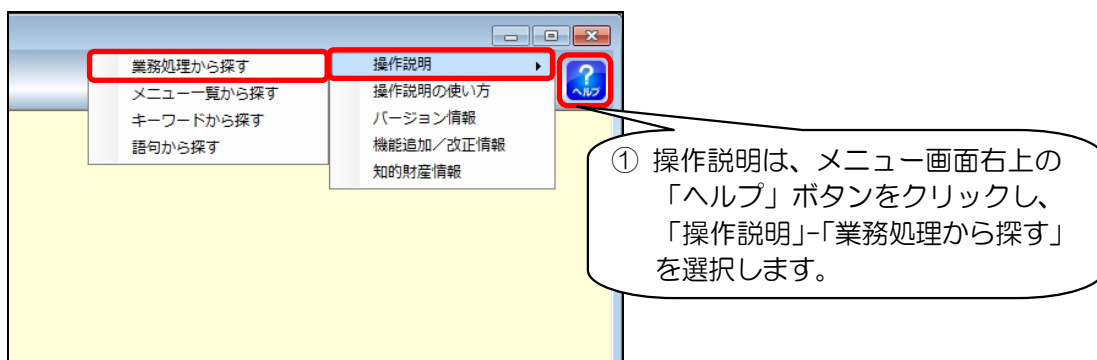 業務処理から探す
メニュー一覧から探す
キーワードから探す
語句から探す
操作説明
操作説明の使い方
バージョン情報
機能追加／改正情報
知的財産情報
?
ヘルプ
① 操作説明は、メニュー画面右上の
「ヘルプ」ボタンをクリックし、
「操作説明」-「業務処理から探す」
を選択します。